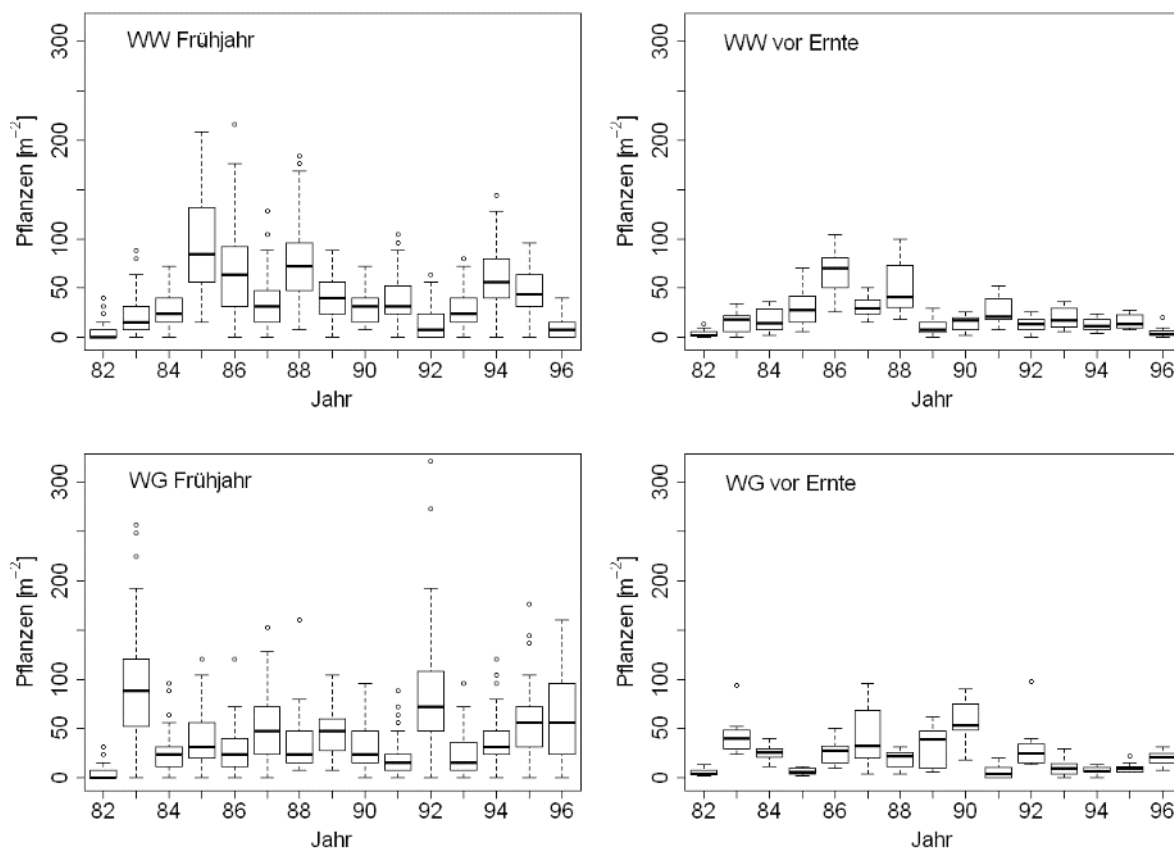 WW Frühjahr
Pflanzen [m⁻²]
300
200
100
50
0
82 84 86 88 90 92 94 96
Jahr
WW vor Ernte
Pflanzen [m⁻²]
300
200
100
50
0
82 84 86 88 90 92 94 96
Jahr
WG Frühjahr
Pflanzen [m⁻²]
300
200
100
50
0
82 84 86 88 90 92 94 96
Jahr
WG vor Ernte
Pflanzen [m⁻²]
300
200
100
50
0
82 84 86 88 90 92 94 96
Jahr